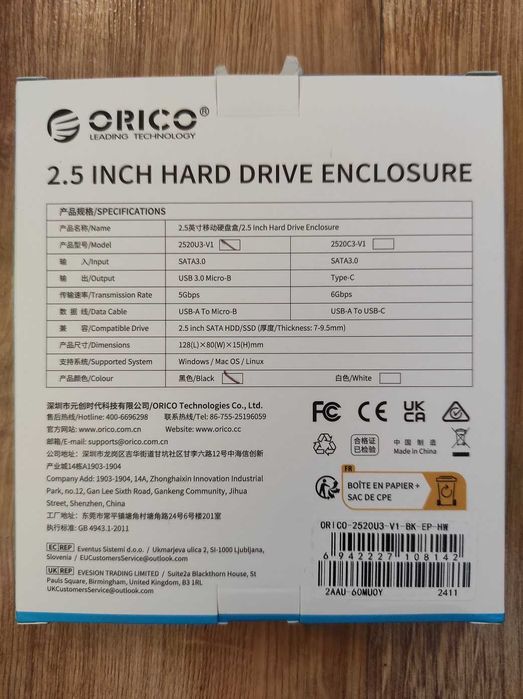 ORICO®
LEADING TECHNOLOGY
2.5 INCH HARD DRIVE ENCLOSURE
产品规格/SPECIFICATIONS
产品名称/Name 2.5英寸移动硬盘盒/2.5 Inch Hard Drive Enclosure
产品型号/Model 2520U3-V1 2520C3-V1
输 入/Input SATA3.0 SATA3.0
输 出/Output USB 3.0 Micro-B Type-C
传输速率/Transmission Rate 5Gbps 6Gbps
数 据 线/Data Cable USB-A To Micro-B USB-A To USB-C
兼 容/Compatible Drive 2.5 inch SATA HDD/SSD (厚度/Thickness: 7-9.5mm)
产品尺寸/Dimensions 128(L)×80(W)×15(H)mm
支持系统/Supported System Windows / Mac OS / Linux
产品颜色/Colour 黑色/Black 白色/White
深圳市元创时代科技有限公司/ORICO Technologies Co., Ltd.
售后热线/Hotline: 400-6696298 联系热线/Tel: 86-755-25196059
官方网站: www.orico.com.cn Website: www.orico.cc
邮箱/E-mail: supports@orico.com.cn
公司地址: 深圳市龙岗区吉华街道甘坑社区甘李六路12号中海信创新
产业城14栋A1903-1904
Company Add: 1903-1904, 14A, Zhonghaixin Innovation Industrial
Park, no.12, Gan Lee Sixth Road, Gankeng Community, Jihua
Street, Shenzhen, China
工厂地址: 东莞市常平镇塘角村塘角路24号6号楼201室
执行标准: GB 4943.1-2011
EC REP Eventus Sistemi d.o.o. / Ukmarjeva ulica 2, SI-1000 Ljubljana,
Slovenia / EUCustomersService@outlook.com
UK REP EVESION TRADING LIMITED / Suite2a Blackthorn House, St
Pauls Square, Birmingham, United Kingdom, B3 1RL
UKCustomersService@outlook.com
FC CE UK CA
合格证
已检验
中国制造
Made In China
FR
BOÎTE EN PAPIER +
SAC DE CPE
ORICO-2520U3-V1-BK-EP-HW
6 942227 108142
2AAU-60MU0Y 2411